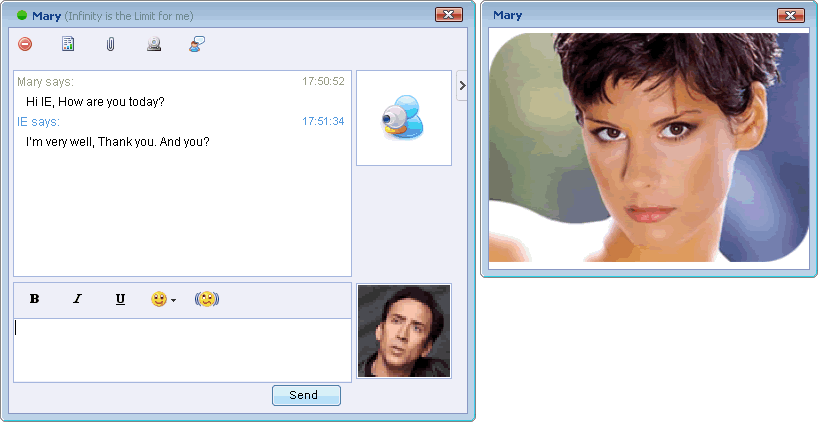 Mary (Infinity is the Limit for me)
Mary says: 17:50:52
Hi IE, How are you today?
IE says: 17:51:34
I'm very well, Thank you. And you?
B I U
Send
Mary